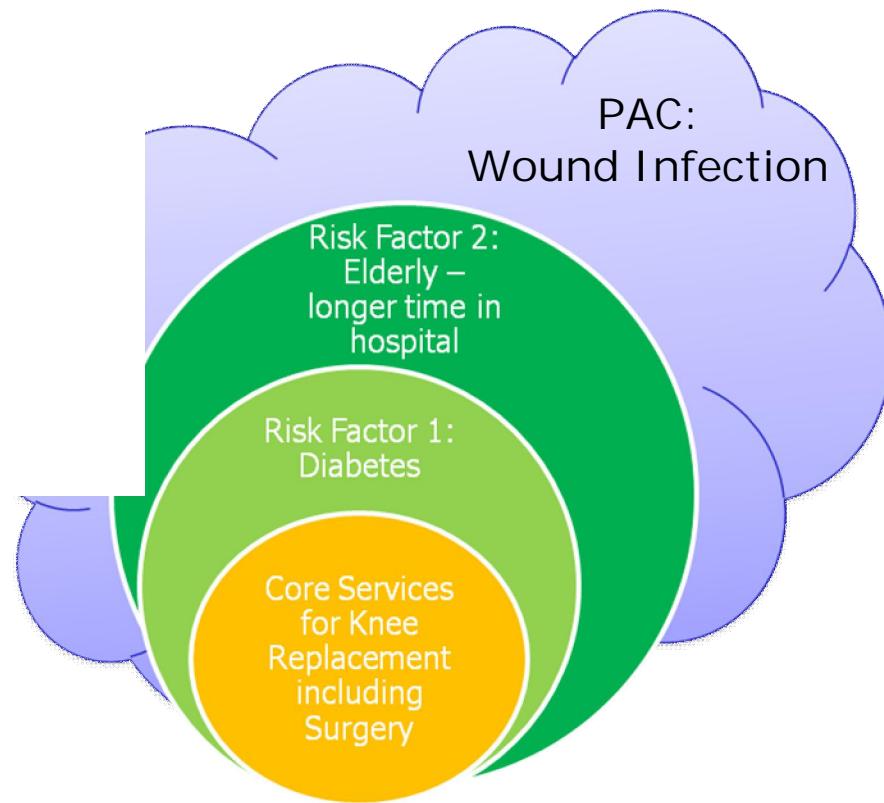 PAC:
Wound Infection
Risk Factor 2:
Elderly –
longer time in
hospital
Risk Factor 1:
Diabetes
Core Services
for Knee
Replacement
including
Surgery